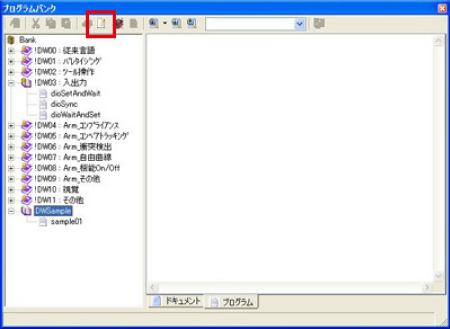 プログラムバンク
Bank
!DW00 : 従来言語
!DW01 : パレタイジング
!DW02 : ツール操作
!DW03 : 入出力
dioSetAndWait
dioSync
dioWaitAndSet
!DW04 : Arm_コンプライアンス
!DW05 : Arm_コンベアトラッキング
!DW06 : Arm_衝突検出
!DW07 : Arm_自由曲線
!DW08 : Arm_機能On/Off
!DW09 : Arm_その他
!DW10 : 視覚
!DW11 : その他
DWSample
sample01
ドキュメント プログラム